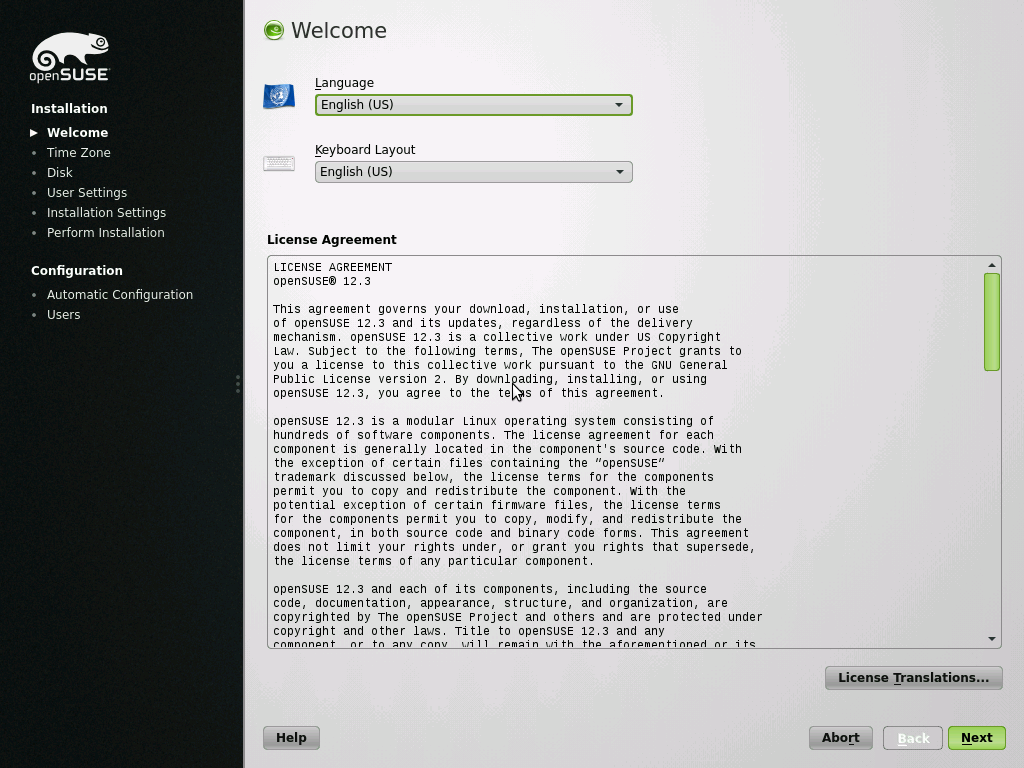 openSUSE
Installation
Welcome
Time Zone
Disk
User Settings
Installation Settings
Perform Installation
Configuration
Automatic Configuration
Users
Welcome
Language
English (US)
Keyboard Layout
English (US)
License Agreement
LICENSE AGREEMENT
openSUSE® 12.3
This agreement governs your download, installation, or use
of openSUSE 12.3 and its updates, regardless of the delivery
mechanism. openSUSE 12.3 is a collective work under US Copyright
Law. Subject to the following terms, The openSUSE Project grants to
you a license to this collective work pursuant to the GNU General
Public License version 2. By downloading, installing, or using
openSUSE 12.3, you agree to the terms of this agreement.
openSUSE 12.3 is a modular Linux operating system consisting of
hundreds of software components. The license agreement for each
component is generally located in the component's source code. With
the exception of certain files containing the “openSUSE”
trademark discussed below, the license terms for the components
permit you to copy and redistribute the component. With the
potential exception of certain firmware files, the license terms
for the components permit you to copy, modify, and redistribute the
component, in both source code and binary code forms. This agreement
does not limit your rights under, or grant you rights that supersede,
the license terms of any particular component.
openSUSE 12.3 and each of its components, including the source
code, documentation, appearance, structure, and organization, are
copyrighted by The openSUSE Project and others and are protected under
copyright and other laws. Title to openSUSE 12.3 and any
component, or to any copy, will remain with the aforementioned or its
License Translations...
Help
Abort
Back
Next